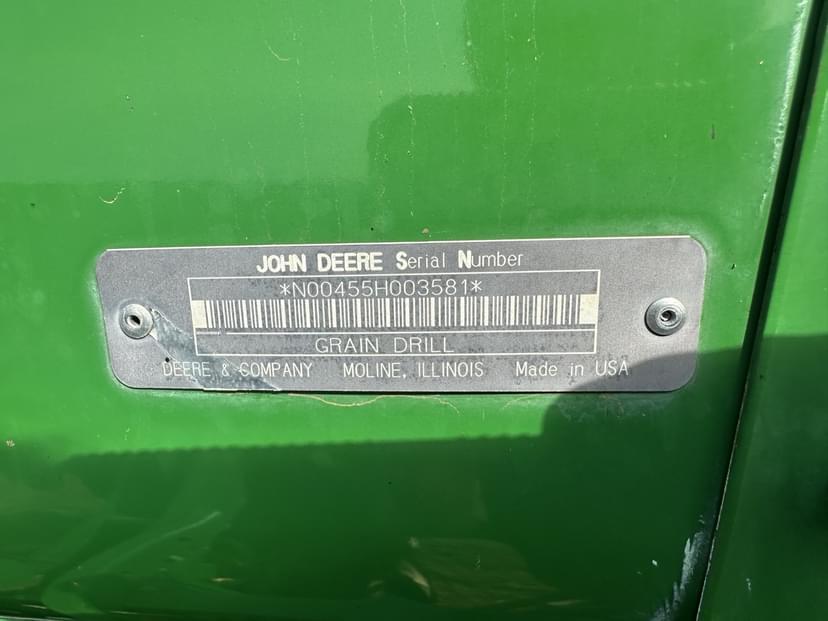 JOHN DEERE Serial Number
*N00455H003581*
GRAIN DRILL
DEERE & COMPANY MOLINE, ILLINOIS Made in USA